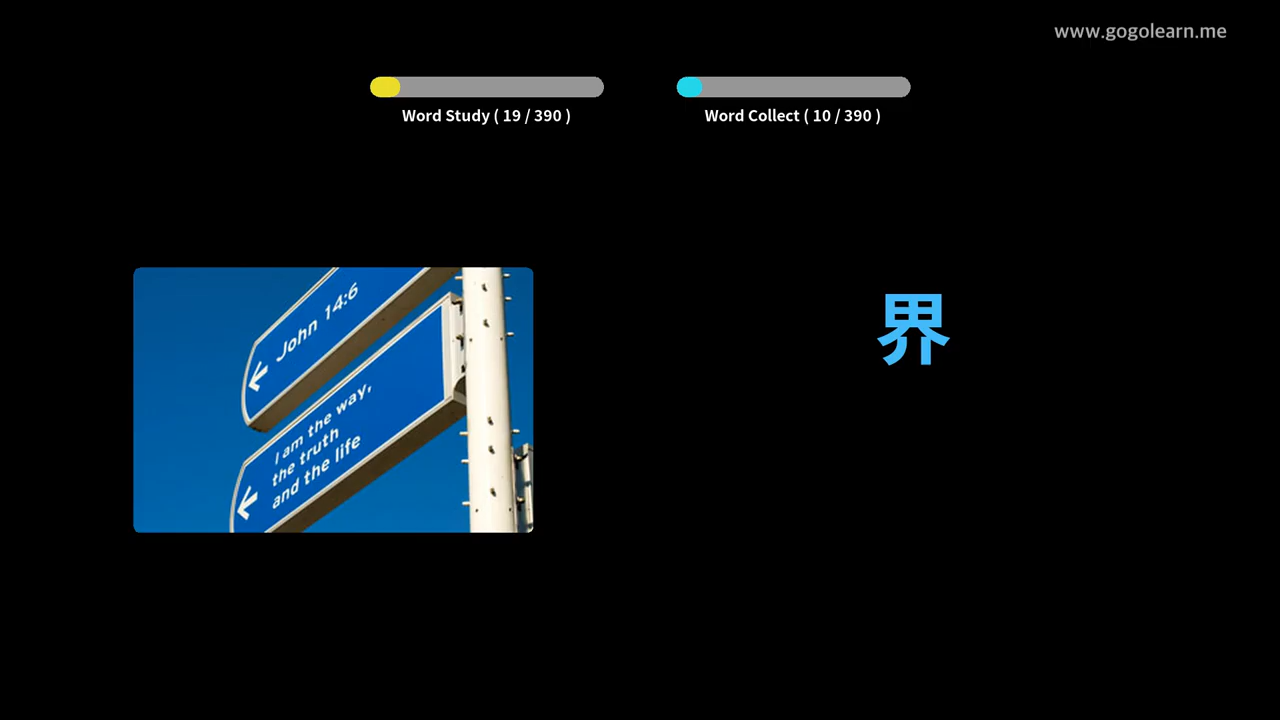 www.gogolearn.me
Word Study ( 19 / 390 )
Word Collect ( 10 / 390 )
John 14:6
I am the way,
the truth
and the life
界